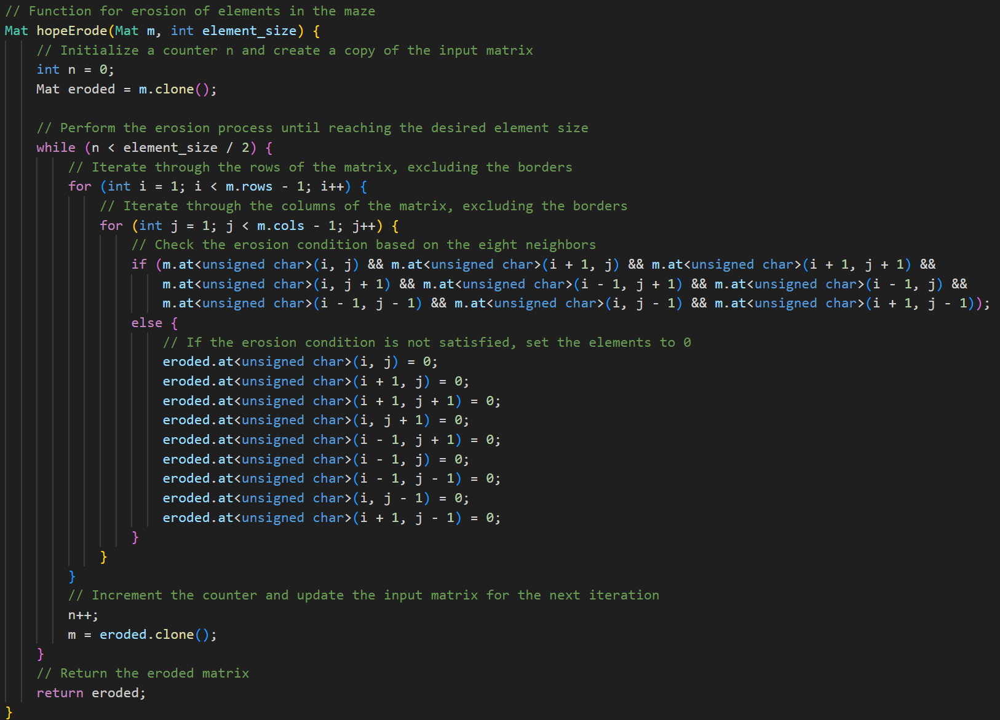 // Function for erosion of elements in the maze
Mat hopeErode(Mat m, int element_size) {
    // Initialize a counter n and create a copy of the input matrix
    int n = 0;
    Mat eroded = m.clone();

    // Perform the erosion process until reaching the desired element size
    while (n < element_size / 2) {
        // Iterate through the rows of the matrix, excluding the borders
        for (int i = 1; i < m.rows - 1; i++) {
            // Iterate through the columns of the matrix, excluding the borders
            for (int j = 1; j < m.cols - 1; j++) {
                // Check the erosion condition based on the eight neighbors
                if (m.at<unsigned char>(i, j) && m.at<unsigned char>(i + 1, j) && m.at<unsigned char>(i + 1, j + 1) &&
                    m.at<unsigned char>(i, j + 1) && m.at<unsigned char>(i - 1, j + 1) && m.at<unsigned char>(i - 1, j) &&
                    m.at<unsigned char>(i - 1, j - 1) && m.at<unsigned char>(i, j - 1) && m.at<unsigned char>(i + 1, j - 1));
                else {
                    // If the erosion condition is not satisfied, set the elements to 0
                    eroded.at<unsigned char>(i, j) = 0;
                    eroded.at<unsigned char>(i + 1, j) = 0;
                    eroded.at<unsigned char>(i + 1, j + 1) = 0;
                    eroded.at<unsigned char>(i, j + 1) = 0;
                    eroded.at<unsigned char>(i - 1, j + 1) = 0;
                    eroded.at<unsigned char>(i - 1, j) = 0;
                    eroded.at<unsigned char>(i - 1, j - 1) = 0;
                    eroded.at<unsigned char>(i, j - 1) = 0;
                    eroded.at<unsigned char>(i + 1, j - 1) = 0;
                }
            }
        }
        // Increment the counter and update the input matrix for the next iteration
        n++;
        m = eroded.clone();
    }
    // Return the eroded matrix
    return eroded;
}